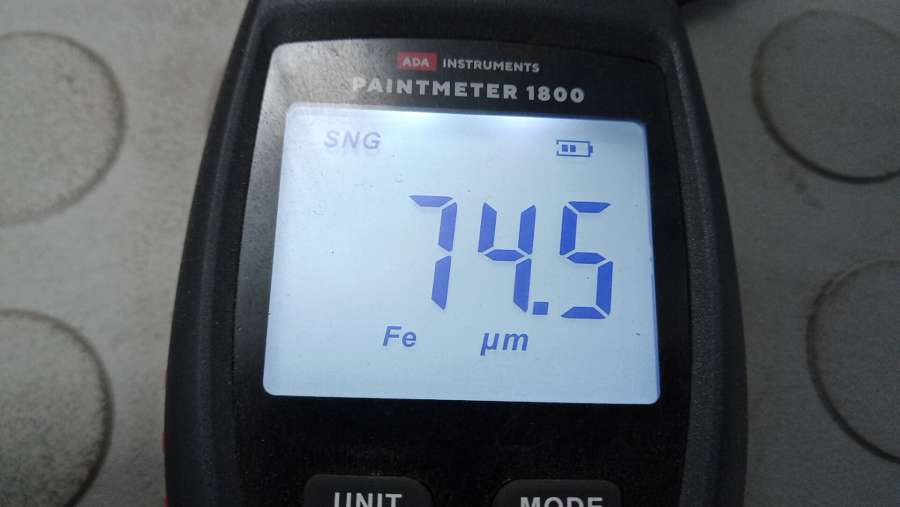 ADA INSTRUMENTS
PAINTMETER 1800
SNG
74.5
Fe µm
UNIT MODE